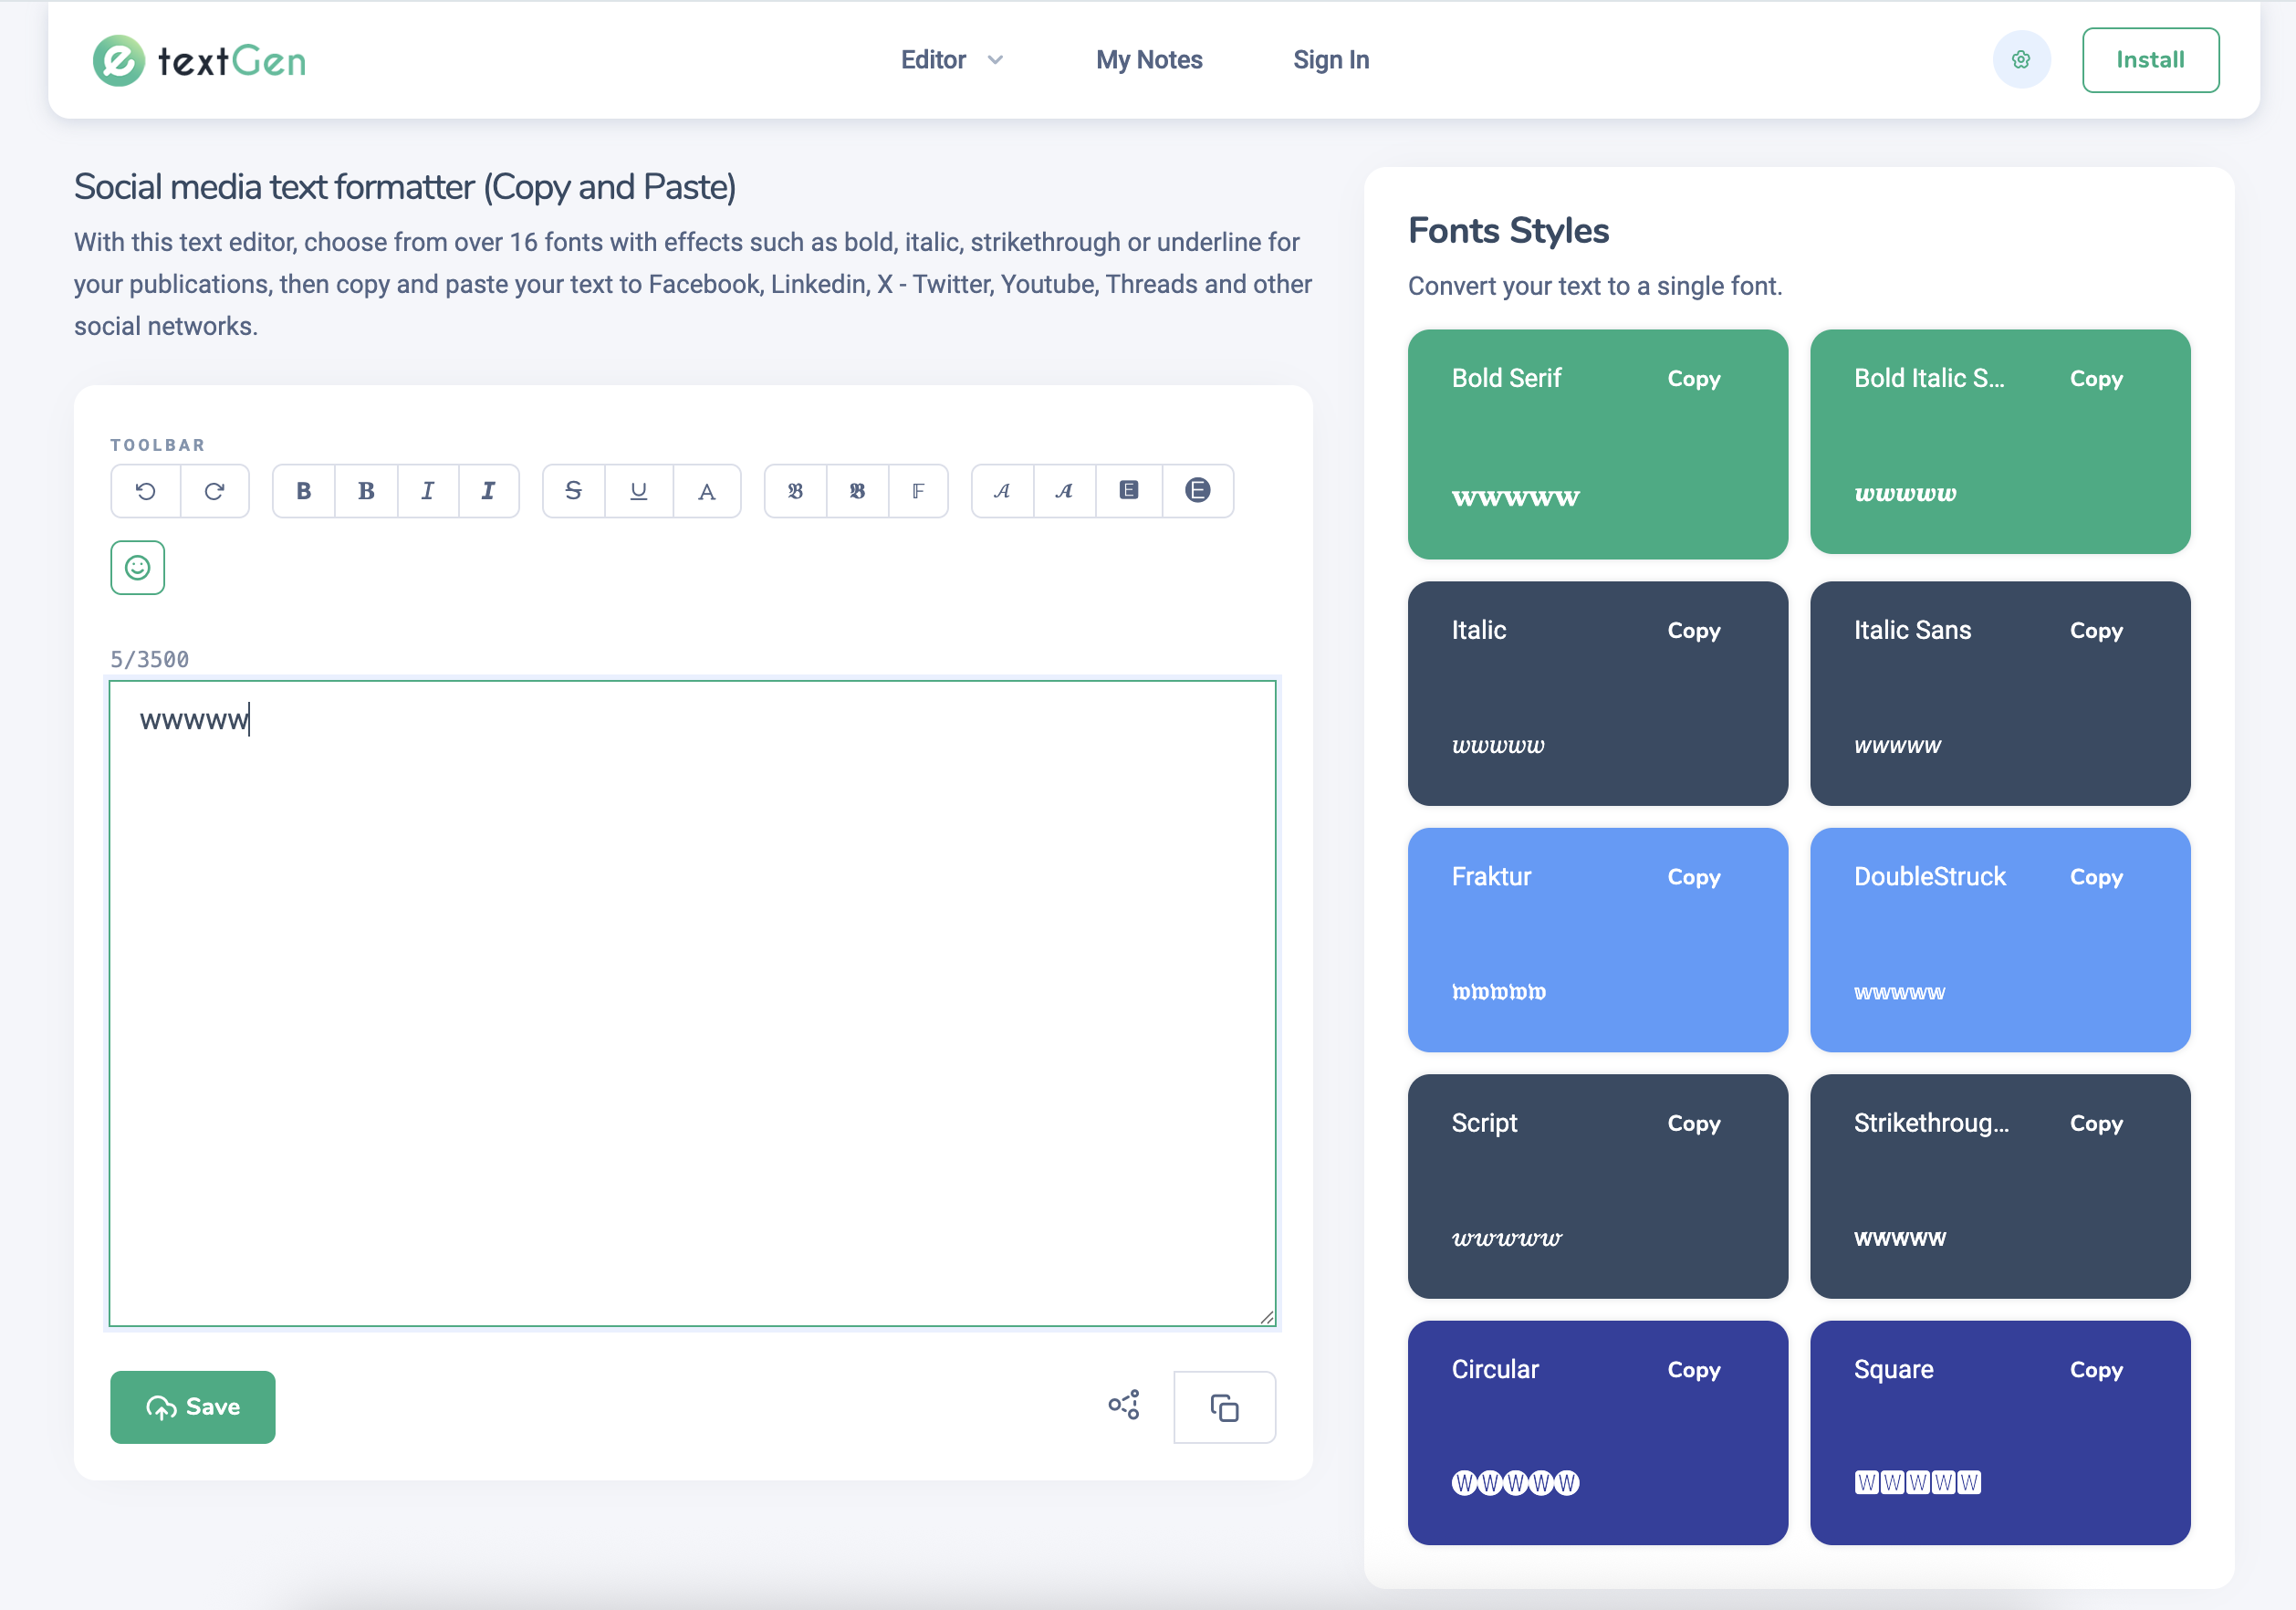 textGen
Editor
My Notes
Sign In
Install
Social media text formatter (Copy and Paste)
With this text editor, choose from over 16 fonts with effects such as bold, italic, strikethrough or underline for
your publications, then copy and paste your text to Facebook, Linkedin, X - Twitter, Youtube, Threads and other
social networks.
TOOLBAR
B 𝐁 𝐼 𝑰 S U A 𝔅 𝕭 𝔽 𝒜 𝓐 🅴 🅔
5/3500
wwwww
Save
Fonts Styles
Convert your text to a single font.
Bold Serif Copy
𝐰𝐰𝐰𝐰𝐰
Bold Italic S... Copy
𝒘𝒘𝒘𝒘𝒘
Italic Copy
𝑤𝑤𝑤𝑤𝑤
Italic Sans Copy
𝘸𝘸𝘸𝘸𝘸
Fraktur Copy
𝔴𝔴𝔴𝔴𝔴
DoubleStruck Copy
𝕨𝕨𝕨𝕨𝕨
Script Copy
𝓌𝓌𝓌𝓌𝓌
Strikethroug... Copy
w̶w̶w̶w̶w̶
Circular Copy
🅦🅦🅦🅦🅦
Square Copy
🆆🆆🆆🆆🆆